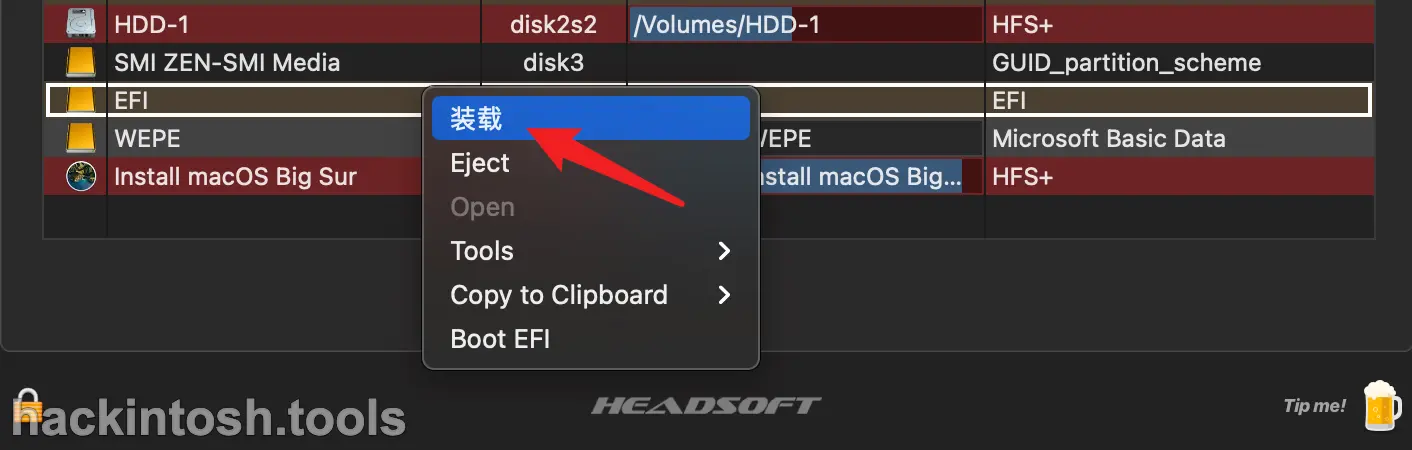 HDD-1 disk2s2 /Volumes/HDD-1 HFS+
SMI ZEN-SMI Media disk3 GUID_partition_scheme
EFI EFI
WEPE /WEPE Microsoft Basic Data
Install macOS Big Sur nstall macOS Big... HFS+
装载
Eject
Open
Tools
Copy to Clipboard
Boot EFI
hackintosh.tools
HEADSOFT
Tip me!